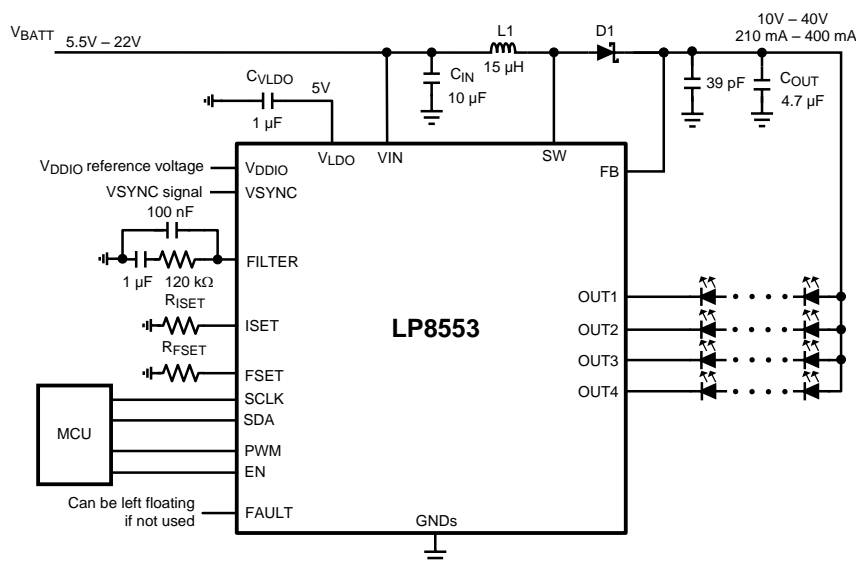 L1
D1
10V – 40V
210 mA – 400 mA
VBATT
5.5V – 22V
15 µH
CIN
10 µF
39 pF
COUT
4.7 µF
CVLDO
5V
1 µF
VLDO
VIN
SW
FB
VDDIO reference voltage
VDDIO
VSYNC signal
VSYNC
100 nF
FILTER
1 µF
120 kΩ
RISET
ISET
RFSET
FSET
LP8553
OUT1
OUT2
OUT3
OUT4
MCU
SCLK
SDA
PWM
EN
Can be left floating
if not used
FAULT
GNDs